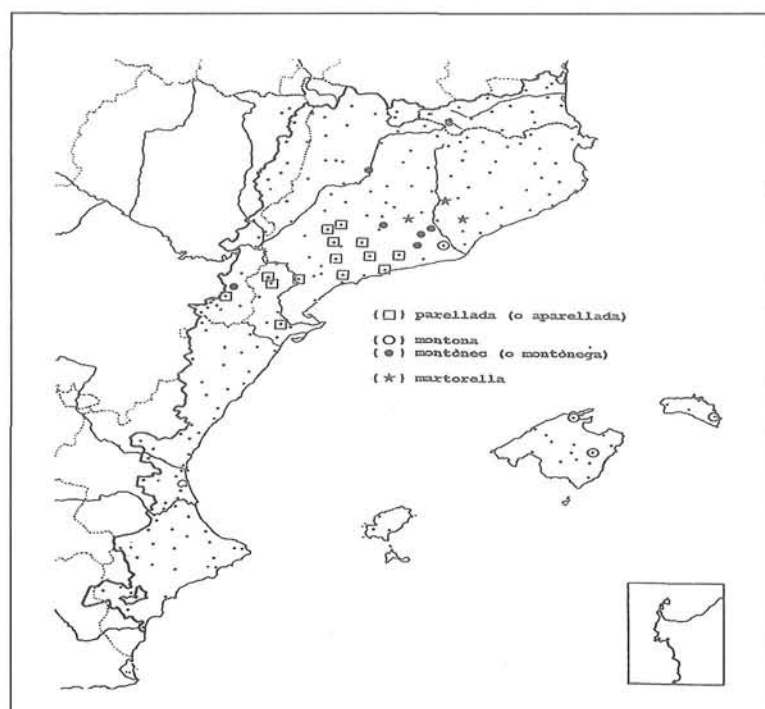 {□} parellada (o aparellada)
{⊙} montona
{●} montònec (o montònega)
{★} martorella